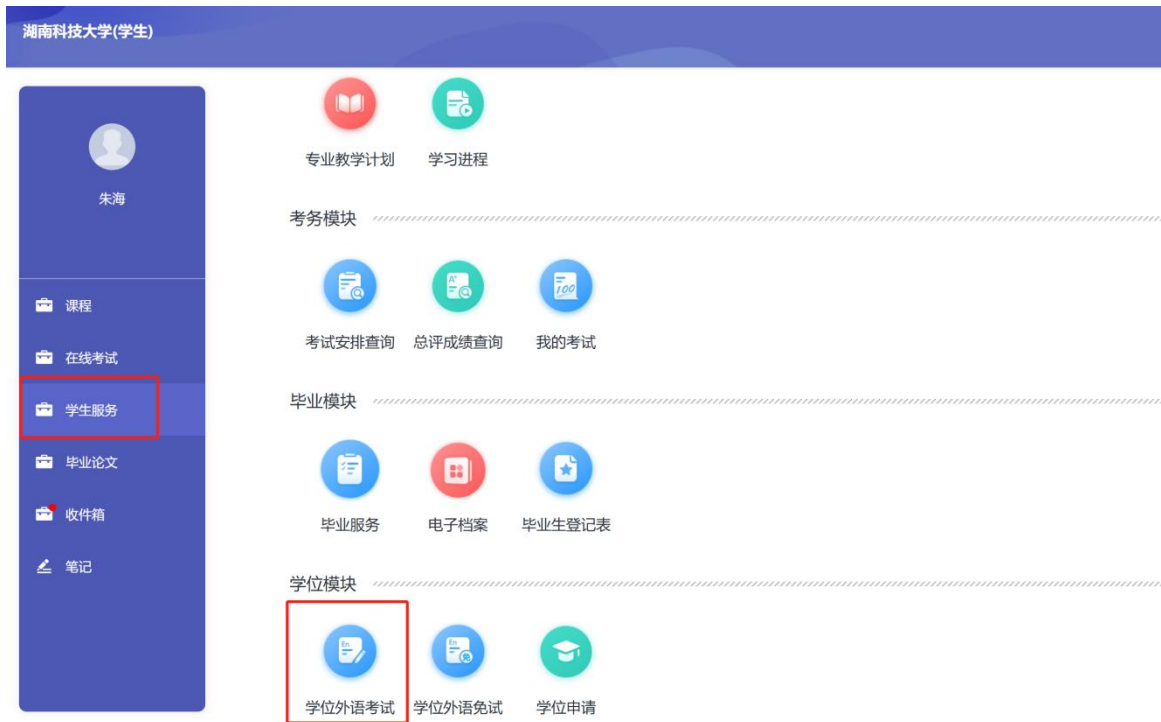 湖南科技大学(学生)
朱海
课程
在线考试
学生服务
毕业论文
收件箱
笔记
专业教学计划 学习进程
考务模块
A+
100
考试安排查询 总评成绩查询 我的考试
毕业模块
毕业服务 电子档案 毕业生登记表
学位模块
En En 免
学位外语考试 学位外语免试 学位申请